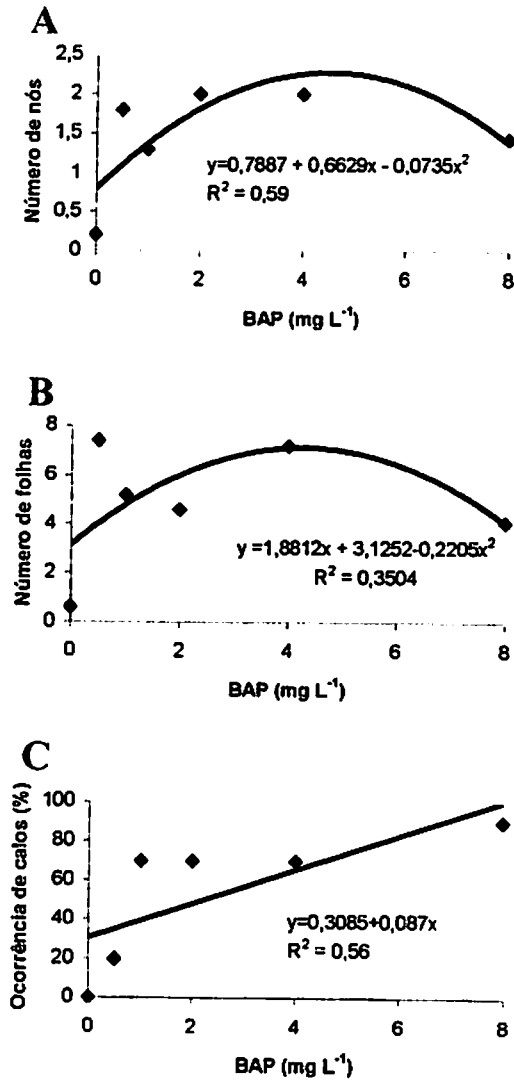 A
Número de nós
2,5
2
1,5
1
0,5
0
y=0,7887 + 0,6629x - 0,0735x²
R² = 0,59
0 2 4 6 8
BAP (mg L⁻¹)
B
Número de folhas
8
6
4
2
0
y =1,8812x + 3,1252-0,2205x²
R² = 0,3504
0 2 4 6 8
BAP (mg L⁻¹)
C
Ocorrência de calos (%)
100
80
60
40
20
0
y=0,3085+0,087x
R² = 0,56
0 2 4 6 8
BAP (mg L⁻¹)